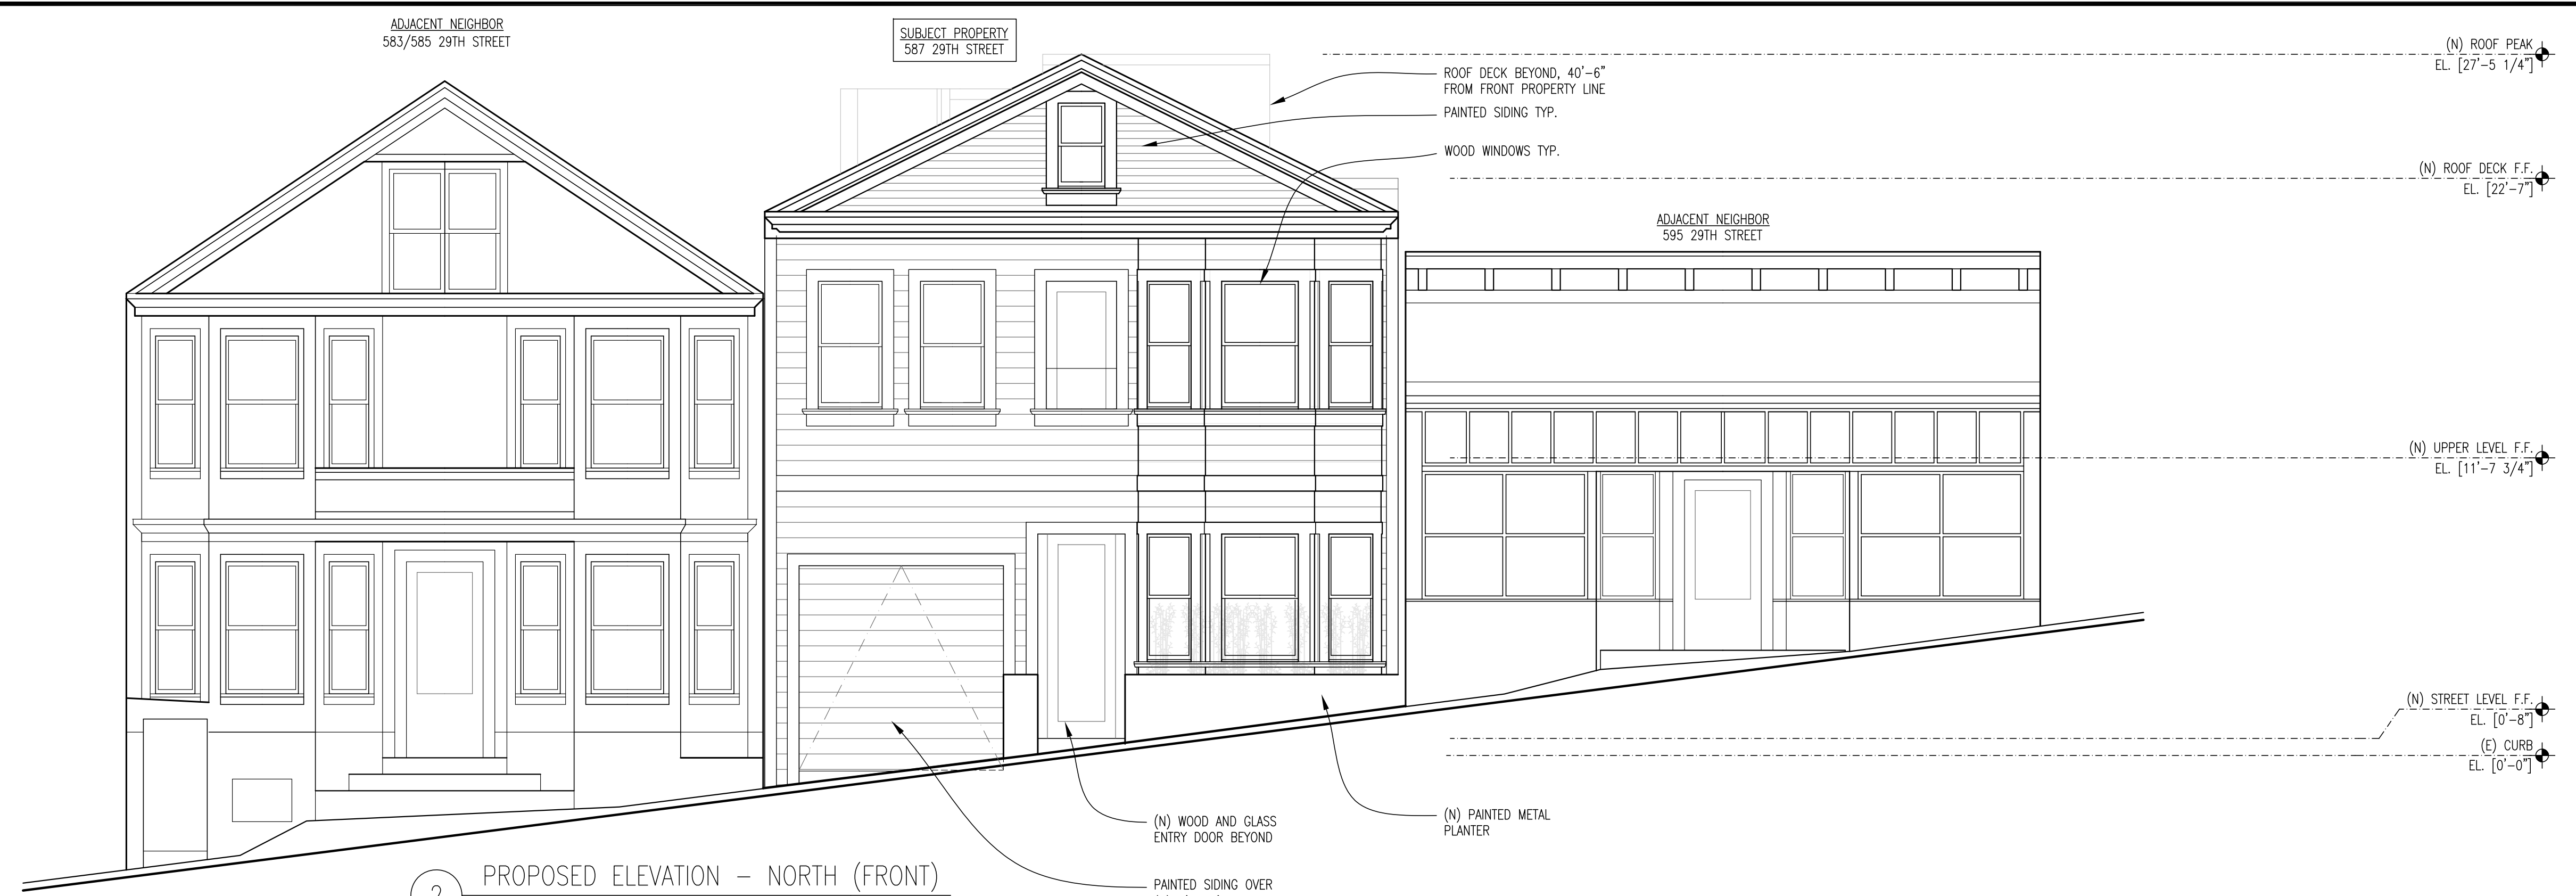 ADJACENT NEIGHBOR
583/585 29TH STREET
SUBJECT PROPERTY
587 29TH STREET
ROOF DECK BEYOND, 40'-6"
FROM FRONT PROPERTY LINE
PAINTED SIDING TYP.
WOOD WINDOWS TYP.
ADJACENT NEIGHBOR
595 29TH STREET
(N) ROOF PEAK
EL. [27'-5 1/4"]
(N) ROOF DECK F.F.
EL. [22'-7"]
(N) UPPER LEVEL F.F.
EL. [11'-7 3/4"]
(N) STREET LEVEL F.F.
EL. [0'-8"]
(E) CURB
EL. [0'-0"]
(N) WOOD AND GLASS
ENTRY DOOR BEYOND
(N) PAINTED METAL
PLANTER
PAINTED SIDING OVER
2
PROPOSED ELEVATION – NORTH (FRONT)